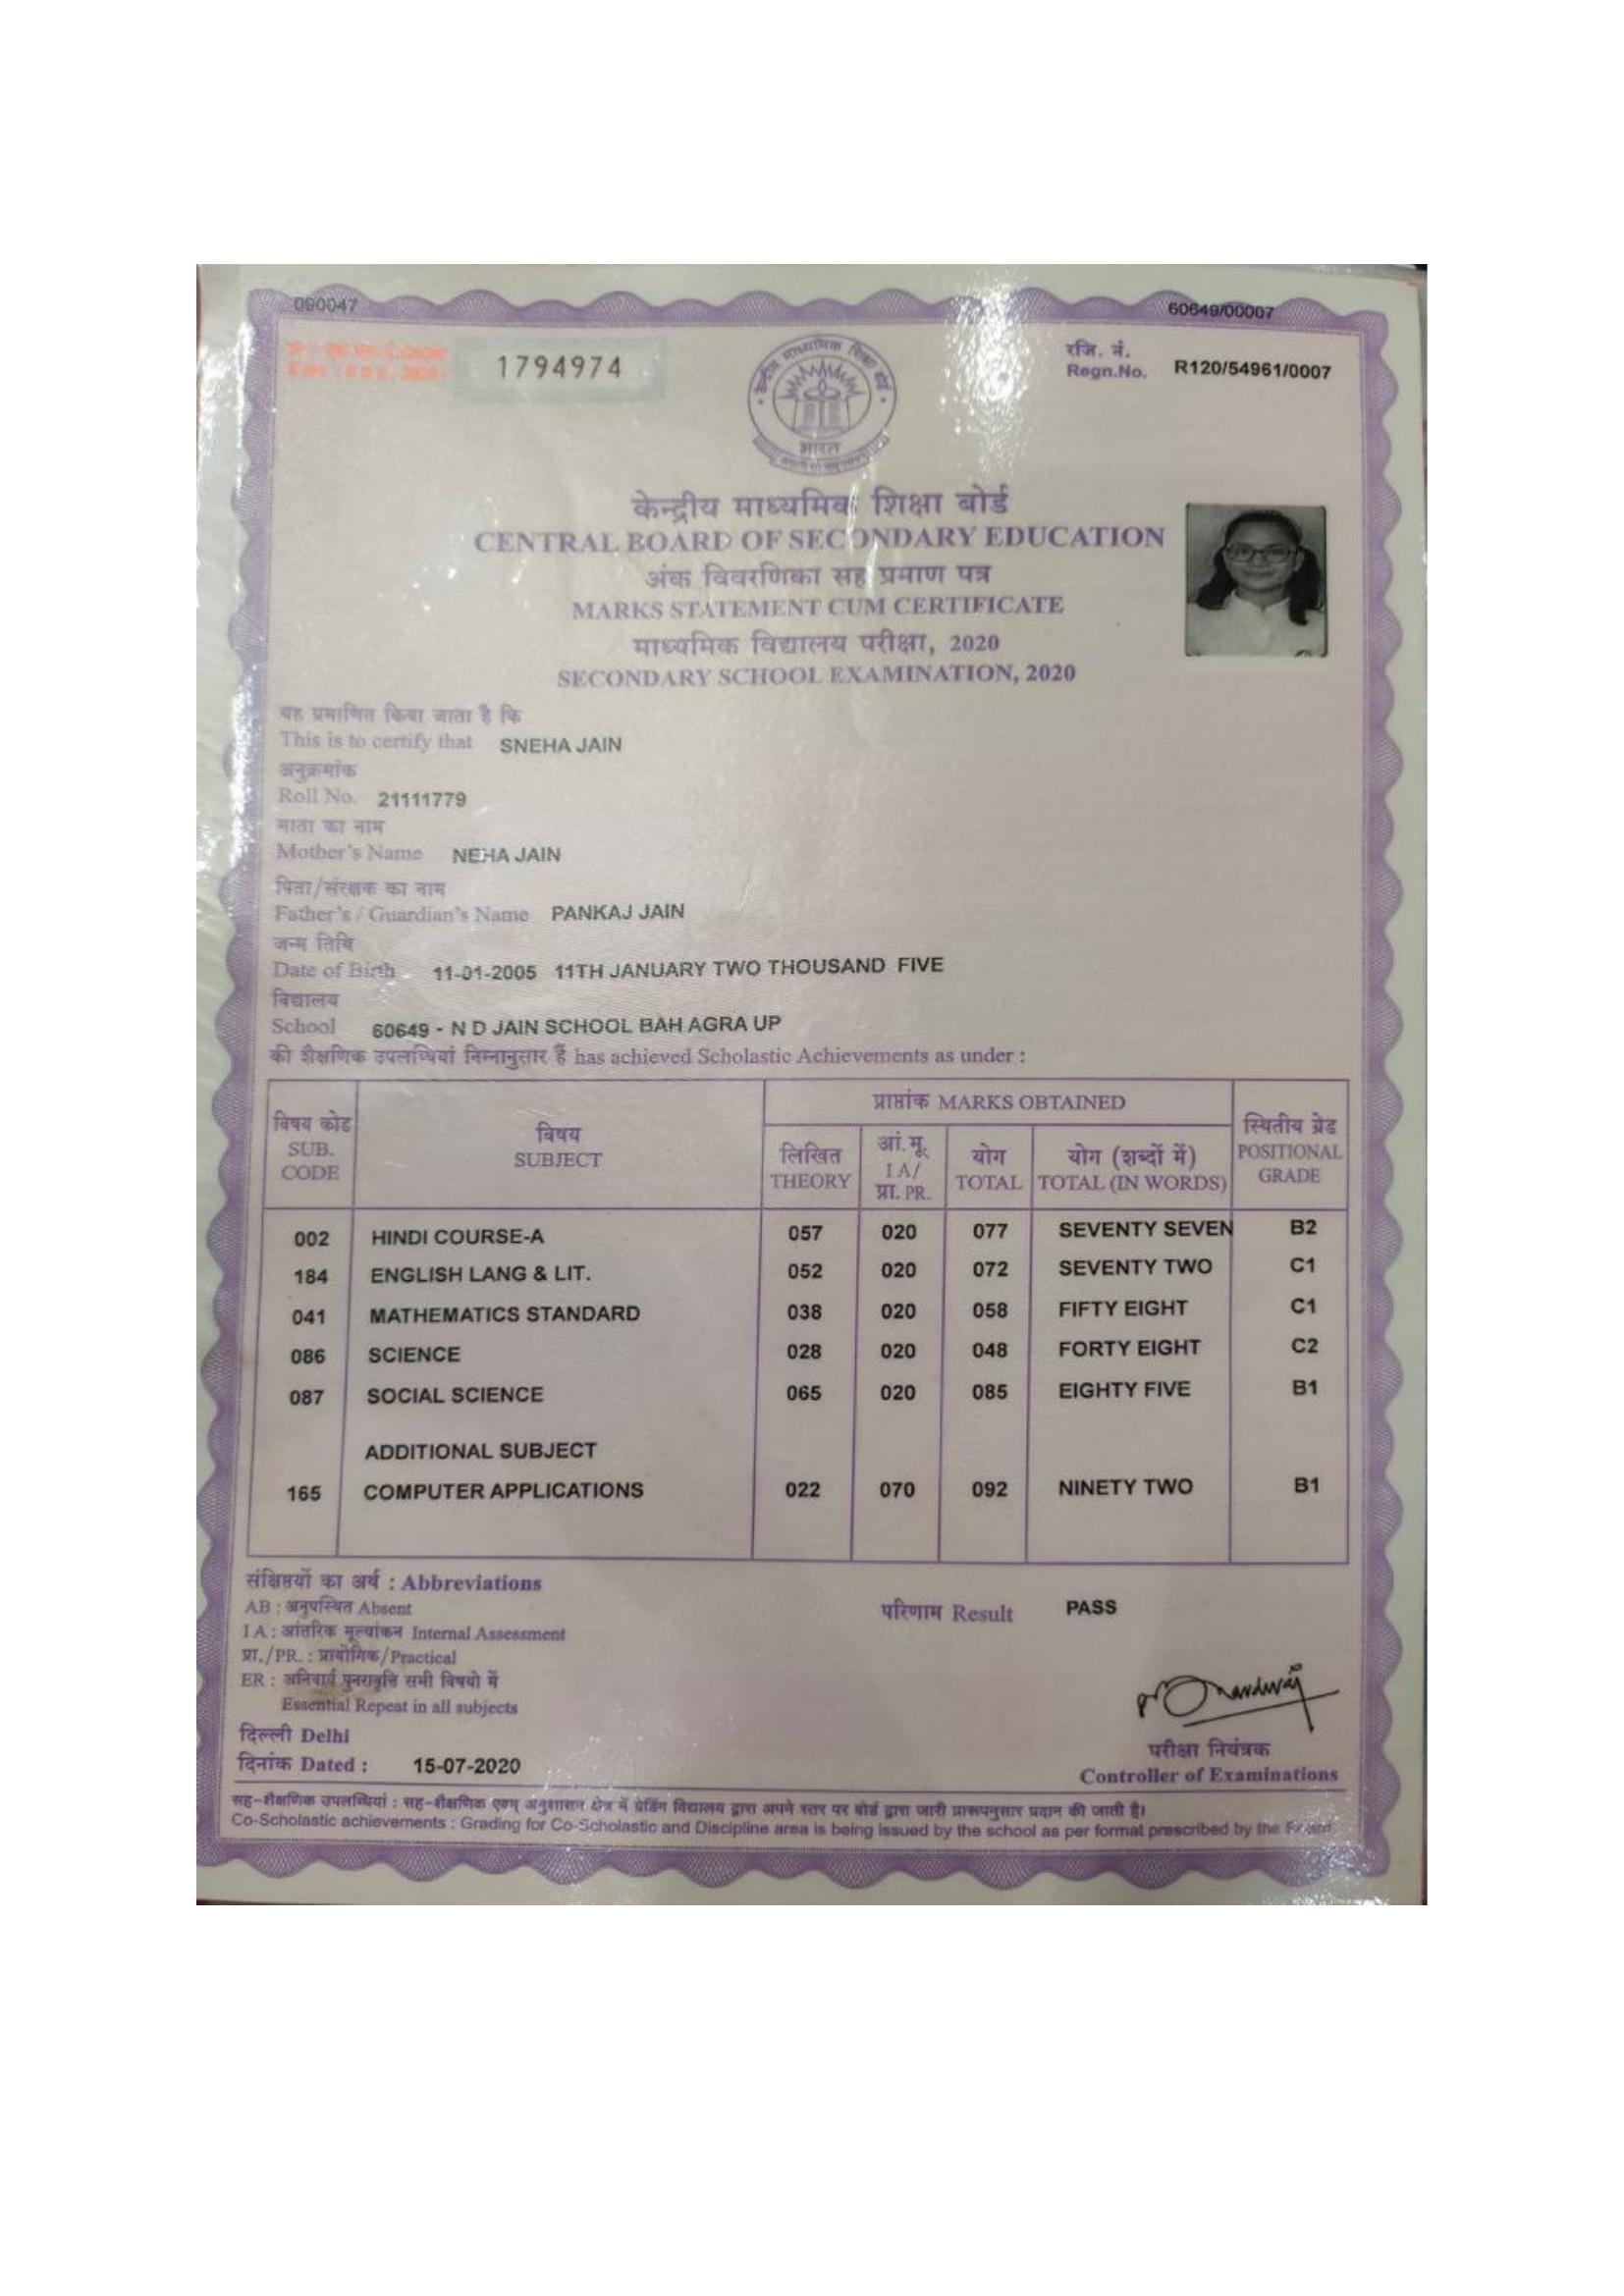 090047
60649/00007
1794974
रजि. नं.
Regn.No. R120/54961/0007
भारत
केन्द्रीय माध्यमिक शिक्षा बोर्ड
CENTRAL BOARD OF SECONDARY EDUCATION
अंक विवरणिका सह प्रमाण पत्र
MARKS STATEMENT CUM CERTIFICATE
माध्यमिक विद्यालय परीक्षा, 2020
SECONDARY SCHOOL EXAMINATION, 2020
यह प्रमाणित किया जाता है कि
This is to certify that SNEHA JAIN
अनुक्रमांक
Roll No. 21111779
माता का नाम
Mother's Name NEHA JAIN
पिता/संरक्षक का नाम
Father's / Guardian's Name PANKAJ JAIN
जन्म तिथि
Date of Birth 11-01-2005 11TH JANUARY TWO THOUSAND FIVE
विद्यालय
School 60649 - N D JAIN SCHOOL BAH AGRA UP
की शैक्षणिक उपलब्धियां निम्नानुसार हैं has achieved Scholastic Achievements as under :
विषय कोड SUB. CODE
विषय SUBJECT
प्राप्तांक MARKS OBTAINED
लिखित THEORY
आं.मू. I A/ प्रा. PR.
योग TOTAL
योग (शब्दों में) TOTAL (IN WORDS)
स्थितीय ग्रेड POSITIONAL GRADE
002 HINDI COURSE-A 057 020 077 SEVENTY SEVEN B2
184 ENGLISH LANG & LIT. 052 020 072 SEVENTY TWO C1
041 MATHEMATICS STANDARD 038 020 058 FIFTY EIGHT C1
086 SCIENCE 028 020 048 FORTY EIGHT C2
087 SOCIAL SCIENCE 065 020 085 EIGHTY FIVE B1
ADDITIONAL SUBJECT
165 COMPUTER APPLICATIONS 022 070 092 NINETY TWO B1
संक्षिप्तयों का अर्थ : Abbreviations
AB : अनुपस्थित Absent
I A : आंतरिक मूल्यांकन Internal Assessment
प्रा./PR. : प्रायोगिक/Practical
ER : अनिवार्य पुनरावृत्ति सभी विषयो में
Essential Repeat in all subjects
परिणाम Result PASS
दिल्ली Delhi
दिनांक Dated : 15-07-2020
परीक्षा नियंत्रक
Controller of Examinations
सह-शैक्षणिक उपलब्धियां : सह-शैक्षणिक एवम् अनुशासन क्षेत्र में ग्रेडिंग विद्यालय द्वारा अपने स्तर पर बोर्ड द्वारा जारी प्रारूपनुसार प्रदान की जाती है।
Co-Scholastic achievements : Grading for Co-Scholastic and Discipline area is being issued by the school as per format prescribed by the Board.